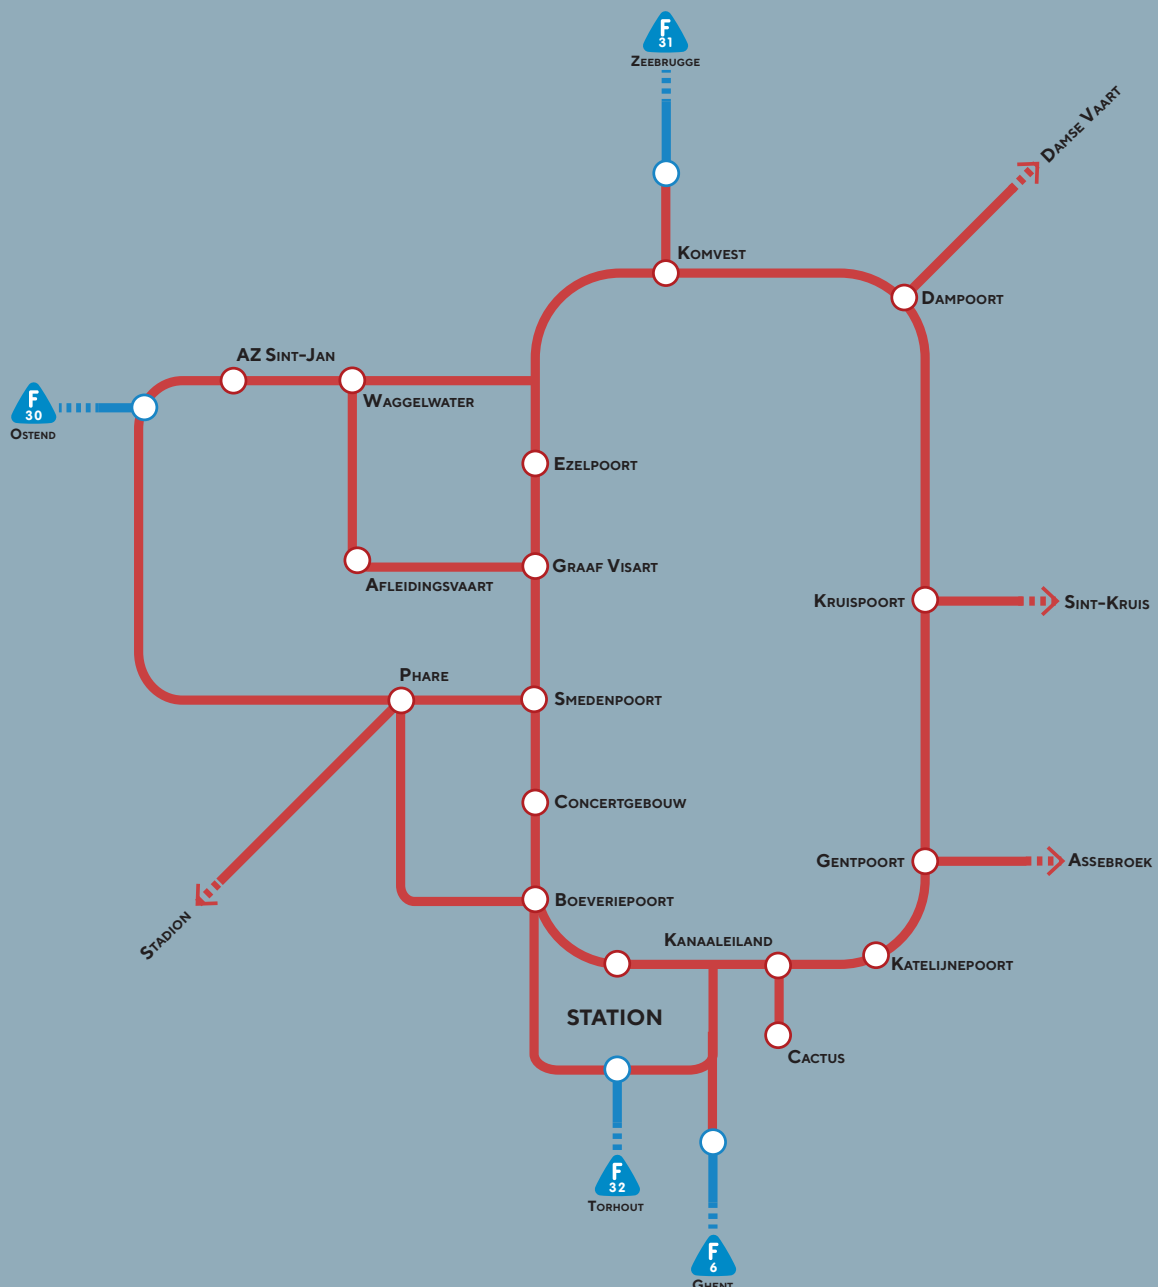 F
31
Zeebrugge
Damse Vaart
Komvest
Dampoort
AZ Sint-Jan
F
30
Ostend
Waggelwater
Ezelpoort
Graaf Visart
Afleidingsvaart
Kruispoort
Sint-Kruis
Phare
Smedenpoort
Concertgebouw
Gentpoort
Assebroek
Boeveriepoort
Stadion
Kanaaleiland
Katelijnepoort
STATION
Cactus
F
32
Torhout
F
6
Ghent